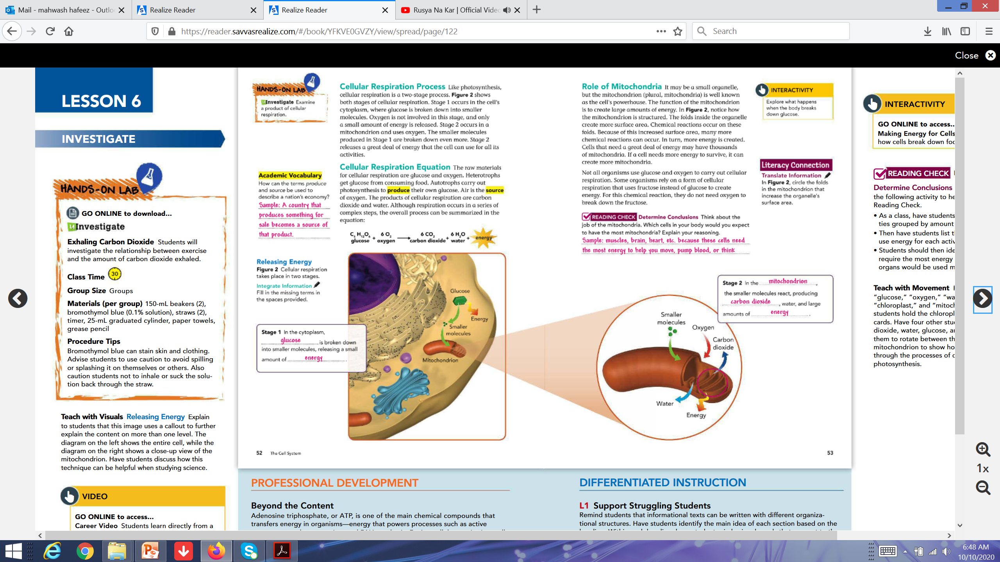 Mail - mahwash hafeez - Outlo
Realize Reader
Realize Reader
Rusya Na Kar | Official Video
https://reader.savvasrealize.com/#/book/YFKVE0GVZY/view/spread/page/122
Search
Close
LESSON 6
INVESTIGATE
HANDS-ON LAB
GO ONLINE to download...
uInvestigate
Exhaling Carbon Dioxide Students will
investigate the relationship between exercise
and the amount of carbon dioxide exhaled.
Class Time 30
Group Size Groups
Materials (per group) 150-mL beakers (2),
bromothymol blue (0.1% solution), straws (2),
timer, 25-mL graduated cylinder, paper towels,
grease pencil
Procedure Tips
Bromothymol blue can stain skin and clothing.
Advise students to use caution to avoid spilling
or splashing it on themselves or others. Also
caution students not to inhale or suck the solu-
tion back through the straw.
Teach with Visuals Releasing Energy Explain
to students that this image uses a callout to further
explain the content on more than one level. The
diagram on the left shows the entire cell, while the
diagram on the right shows a close-up view of the
mitochondrion. Have students discuss how this
technique can be helpful when studying science.
VIDEO
GO ONLINE to access...
Career Video Students learn directly from a
HANDS-ON LAB
uInvestigate Examine
a product of cellular
respiration.
Cellular Respiration Process Like photosynthesis,
cellular respiration is a two-stage process. Figure 2 shows
both stages of cellular respiration. Stage 1 occurs in the cell's
cytoplasm, where glucose is broken down into smaller
molecules. Oxygen is not involved in this stage, and only
a small amount of energy is released. Stage 2 occurs in a
mitochondrion and uses oxygen. The smaller molecules
produced in Stage 1 are broken down even more. Stage 2
releases a great deal of energy that the cell can use for all its
activities.
Academic Vocabulary
How can the terms produce
and source be used to
describe a nation's economy?
Sample: A country that
produces something for
sale becomes a source of
that product.
Cellular Respiration Equation The raw materials
for cellular respiration are glucose and oxygen. Heterotrophs
get glucose from consuming food. Autotrophs carry out
photosynthesis to produce their own glucose. Air is the source
of oxygen. The products of cellular respiration are carbon
dioxide and water. Although respiration occurs in a series of
complex steps, the overall process can be summarized in the
equation:
C₆ H₁₂O₆ + 6 O₂ → 6 CO₂ + 6 H₂O + energy
glucose oxygen carbon dioxide water
Releasing Energy
Figure 2 Cellular respiration
takes place in two stages.
Integrate Information
Fill in the missing terms in
the spaces provided.
Stage 1 In the cytoplasm,
glucose is broken down
into smaller molecules, releasing a small
amount of energy .
Glucose
Energy
Smaller
molecules
Mitochondrion
52 The Cell System
Role of Mitochondria It may be a small organelle,
but the mitochondrion (plural, mitochondria) is well known
as the cell's powerhouse. The function of the mitochondrion
is to create large amounts of energy. In Figure 2, notice how
the mitochondrion is structured. The folds inside the organelle
create more surface area. Chemical reactions occur on these
folds. Because of this increased surface area, many more
chemical reactions can occur. In turn, more energy is created.
Cells that need a great deal of energy may have thousands
of mitochondria. If a cell needs more energy to survive, it can
create more mitochondria.
Not all organisms use glucose and oxygen to carry out cellular
respiration. Some organisms rely on a form of cellular
respiration that uses fructose instead of glucose to create
energy. For this chemical reaction, they do not need oxygen to
break down the fructose.
READING CHECK Determine Conclusions Think about the
job of the mitochondria. Which cells in your body would you expect
to have the most mitochondria? Explain your reasoning.
Sample: muscles, brain, heart, etc. because these cells need
the most energy to help you move, pump blood, or think
INTERACTIVITY
Explore what happens
when the body breaks
down glucose.
Literacy Connection
Translate Information
In Figure 2, circle the folds
in the mitochondrion that
increase the organelle's
surface area.
Stage 2 In the mitochondrion ,
the smaller molecules react, producing
carbon dioxide , water, and large
amounts of energy .
Smaller
molecules
Oxygen
Carbon
dioxide
Water
Energy
53
INTERACTIVITY
GO ONLINE to access..
Making Energy for Cells
how cells break down foo
READING CHECK
Determine Conclusions
the following activity to he
Reading Check.
• As a class, have students
ties grouped by amount
• Then have students list t
use energy for each activ
• Students should then ide
require the most energy
organs would be used m
Teach with Movement
"glucose," "oxygen," "wa
"chloroplast," and "mitoch
students hold the chloropl
cards. Have four other stu
dioxide, water, glucose, a
them to rotate between th
mitochondrion to show ho
through the processes of c
photosynthesis.
PROFESSIONAL DEVELOPMENT
Beyond the Content
Adenosine triphosphate, or ATP, is one of the main chemical compounds that
transfers energy in organisms—energy that powers processes such as active
DIFFERENTIATED INSTRUCTION
L1 Support Struggling Students
Remind students that informational texts can be written with different organiza-
tional structures. Have students identify the main idea of each section based on the
1x
6:48 AM
10/10/2020